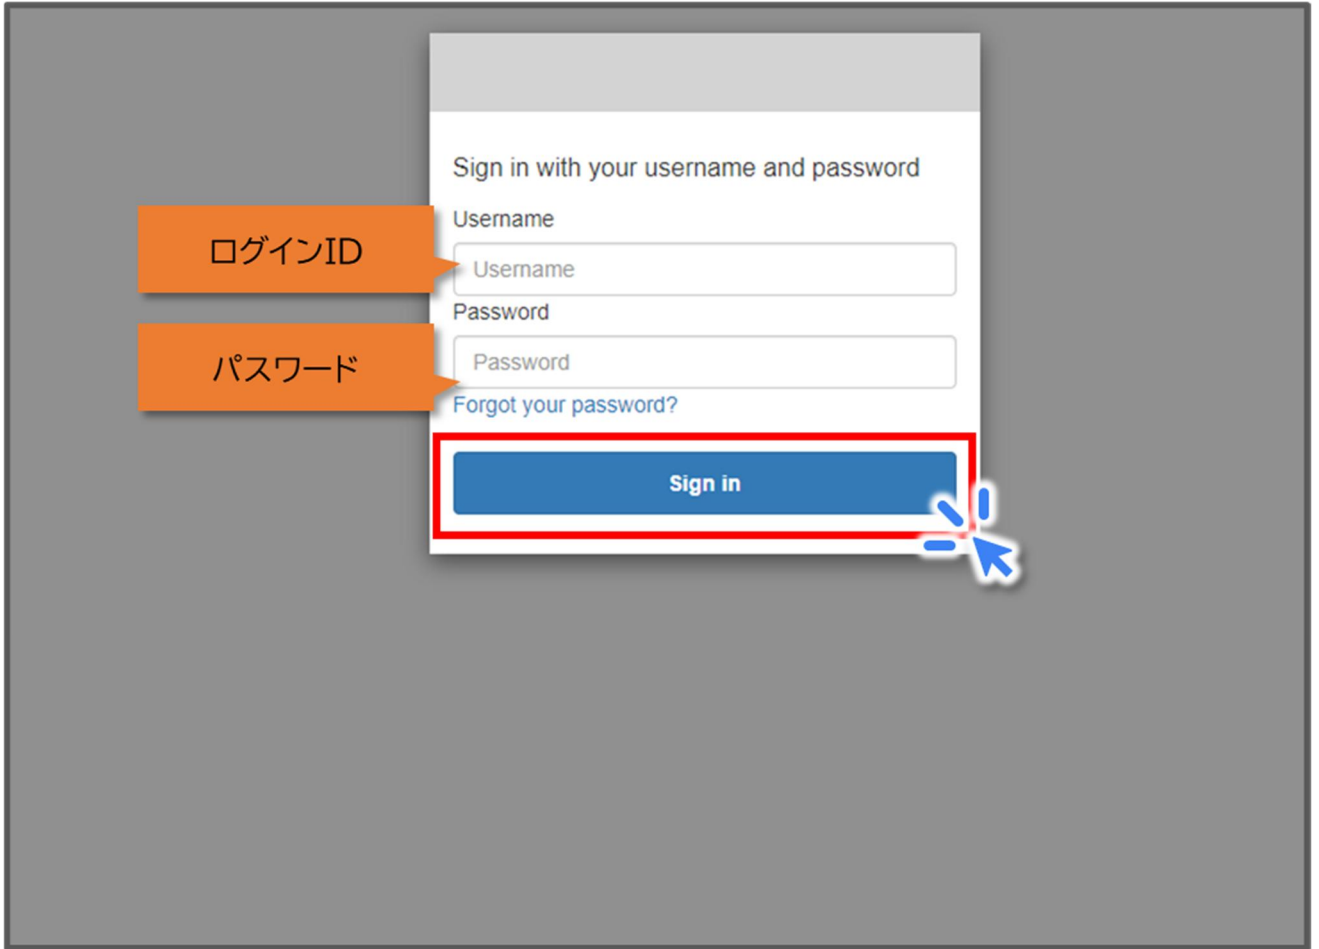 Sign in with your username and password
Username
ログインID
Username
Password
パスワード
Password
Forgot your password?
Sign in